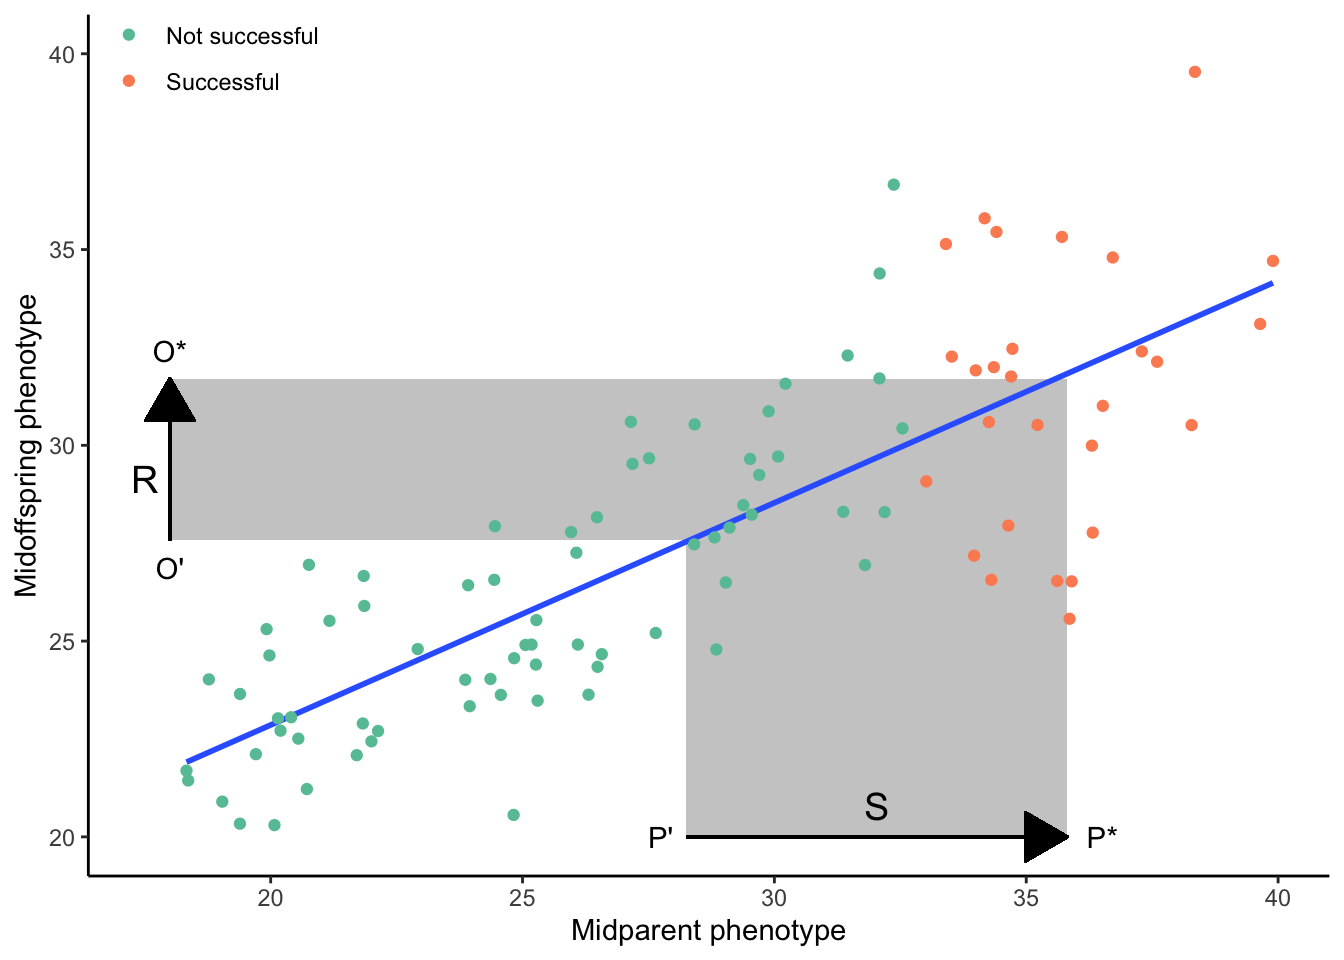 Not successful
Successful
40
35
30
25
20
Midoffspring phenotype
O*
R
O'
S
P'
P*
20
25
30
35
40
Midparent phenotype